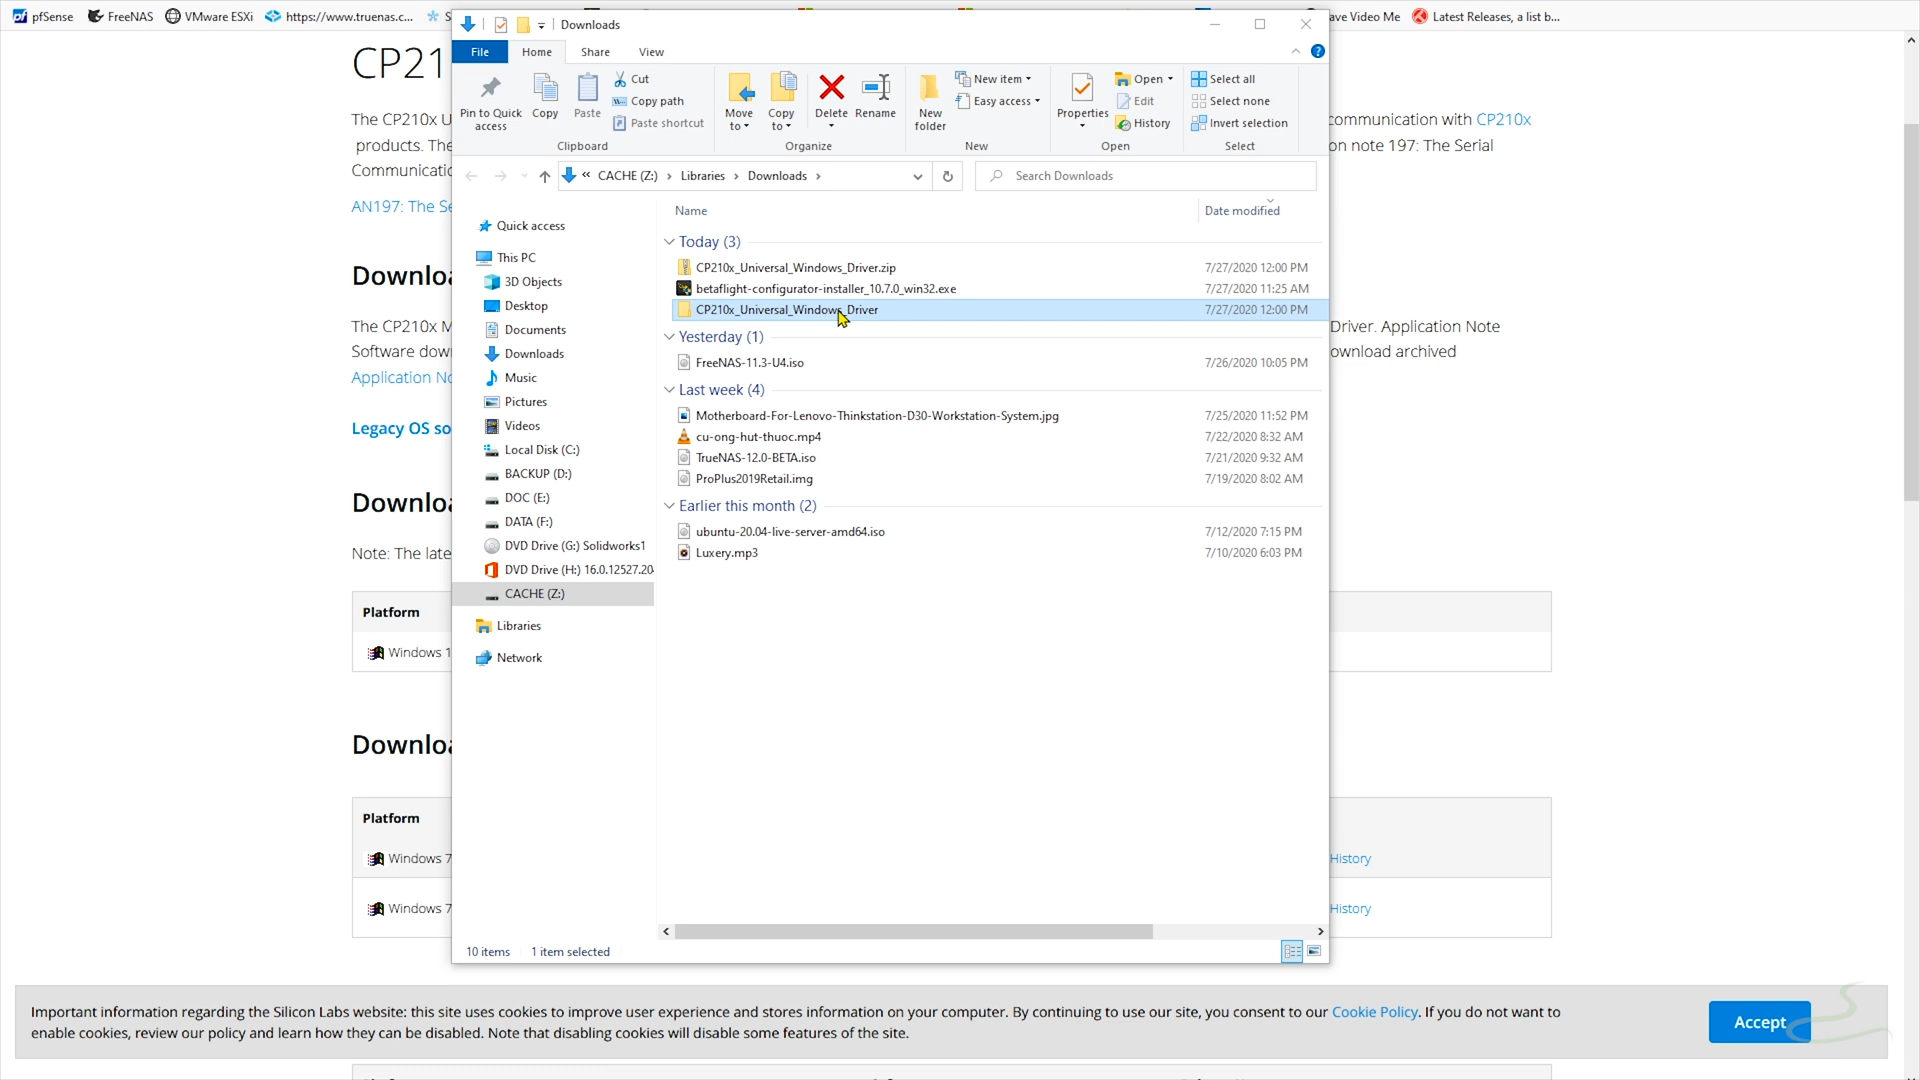 pfSense FreeNAS VMware ESXi https://www.truenas.c... ave Video Me Latest Releases, a list b...
Downloads
File Home Share View
CP21
Pin to Quick access
Copy
Paste
Cut
Copy path
Paste shortcut
Clipboard
Move to
Copy to
Delete
Rename
Organize
New folder
New item
Easy access
New
Properties
Open
Edit
History
Open
Select all
Select none
Invert selection
Select
The CP210x U
products. The
Communicatio
AN197: The Se
ommunication with CP210x
on note 197: The Serial
CACHE (Z:) Libraries Downloads
Search Downloads
Name Date modified
Quick access
This PC
3D Objects
Desktop
Documents
Downloads
Music
Pictures
Videos
Local Disk (C:)
BACKUP (D:)
DOC (E:)
DATA (F:)
DVD Drive (G:) Solidworks1
DVD Drive (H:) 16.0.12527.20
CACHE (Z:)
Libraries
Network
Today (3)
CP210x_Universal_Windows_Driver.zip 7/27/2020 12:00 PM
betaflight-configurator-installer_10.7.0_win32.exe 7/27/2020 11:25 AM
CP210x_Universal_Windows_Driver 7/27/2020 12:00 PM
Yesterday (1)
FreeNAS-11.3-U4.iso 7/26/2020 10:05 PM
Last week (4)
Motherboard-For-Lenovo-Thinkstation-D30-Workstation-System.jpg 7/25/2020 11:52 PM
cu-ong-hut-thuoc.mp4 7/22/2020 8:32 AM
TrueNAS-12.0-BETA.iso 7/21/2020 9:32 AM
ProPlus2019Retail.img 7/19/2020 8:02 AM
Earlier this month (2)
ubuntu-20.04-live-server-amd64.iso 7/12/2020 7:15 PM
Luxery.mp3 7/10/2020 6:03 PM
10 items 1 item selected
Downlo
The CP210x M
Software dow
Application No
Driver. Application Note
ownload archived
Legacy OS so
Downlo
Note: The late
Platform
Windows 1
Downlo
Platform
Windows 7
History
Windows 7
History
Important information regarding the Silicon Labs website: this site uses cookies to improve user experience and stores information on your computer. By continuing to use our site, you consent to our Cookie Policy. If you do not want to
enable cookies, review our policy and learn how they can be disabled. Note that disabling cookies will disable some features of the site.
Accept